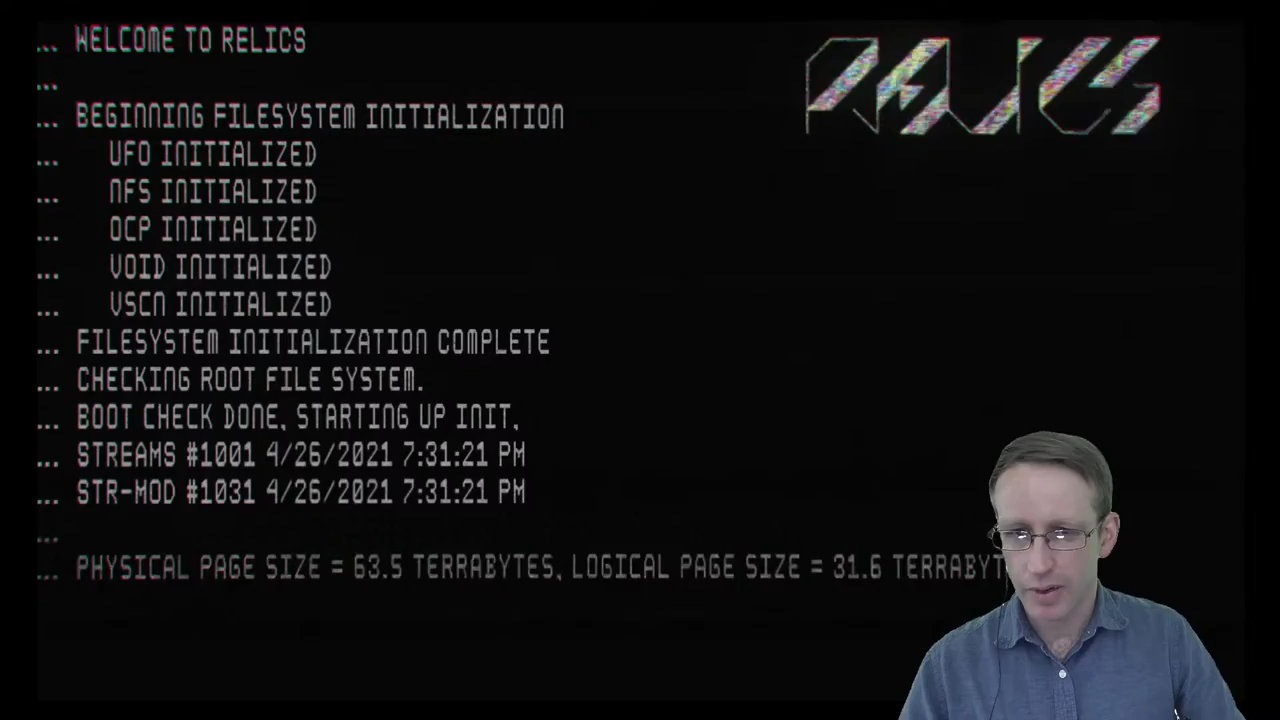 ... WELCOME TO RELICS
...
... BEGINNING FILESYSTEM INITIALIZATION
... UFO INITIALIZED
... NFS INITIALIZED
... OCP INITIALIZED
... VOID INITIALIZED
... VSCN INITIALIZED
... FILESYSTEM INITIALIZATION COMPLETE
... CHECKING ROOT FILE SYSTEM.
... BOOT CHECK DONE, STARTING UP INIT,
... STREAMS #1001 4/26/2021 7:31:21 PM
... STR-MOD #1031 4/26/2021 7:31:21 PM
...
... PHYSICAL PAGE SIZE = 63.5 TERRABYTES, LOGICAL PAGE SIZE = 31.6 TERRABYT
RELICS